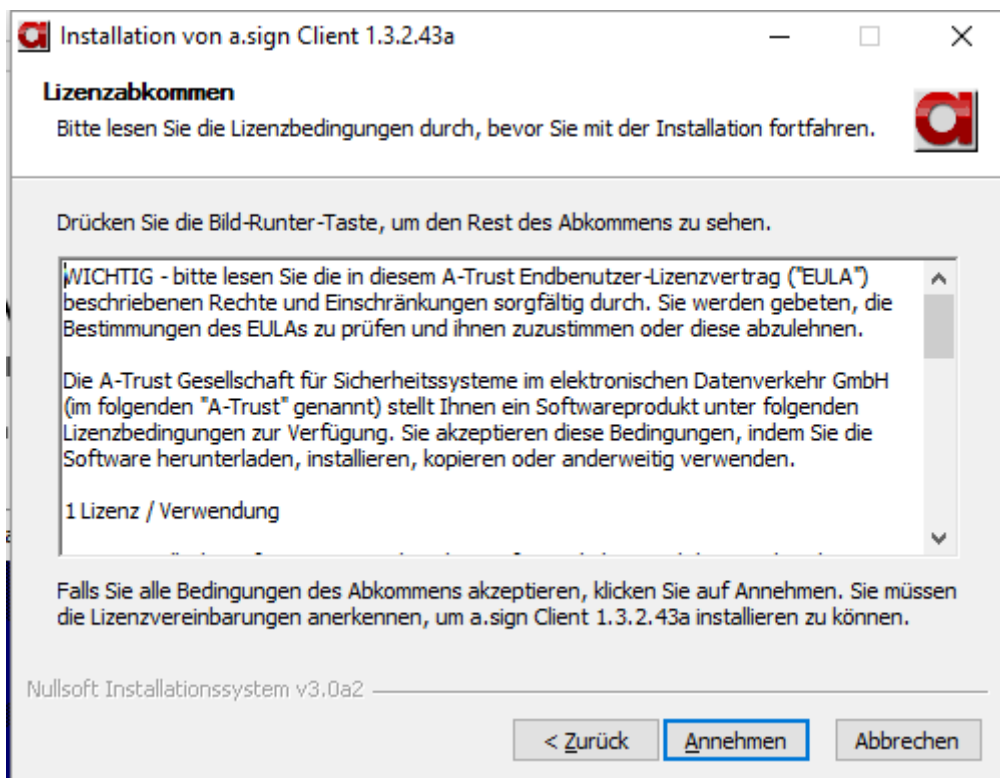 Installation von a.sign Client 1.3.2.43a
Lizenzabkommen
Bitte lesen Sie die Lizenzbedingungen durch, bevor Sie mit der Installation fortfahren.
Drücken Sie die Bild-Runter-Taste, um den Rest des Abkommens zu sehen.
WICHTIG - bitte lesen Sie die in diesem A-Trust Endbenutzer-Lizenzvertrag ("EULA")
beschriebenen Rechte und Einschränkungen sorgfältig durch. Sie werden gebeten, die
Bestimmungen des EULAs zu prüfen und ihnen zuzustimmen oder diese abzulehnen.
Die A-Trust Gesellschaft für Sicherheitssysteme im elektronischen Datenverkehr GmbH
(im folgenden "A-Trust" genannt) stellt Ihnen ein Softwareprodukt unter folgenden
Lizenzbedingungen zur Verfügung. Sie akzeptieren diese Bedingungen, indem Sie die
Software herunterladen, installieren, kopieren oder anderweitig verwenden.
1 Lizenz / Verwendung
Falls Sie alle Bedingungen des Abkommens akzeptieren, klicken Sie auf Annehmen. Sie müssen
die Lizenzvereinbarungen anerkennen, um a.sign Client 1.3.2.43a installieren zu können.
Nullsoft Installationssystem v3.0a2
< Zurück
Annehmen
Abbrechen